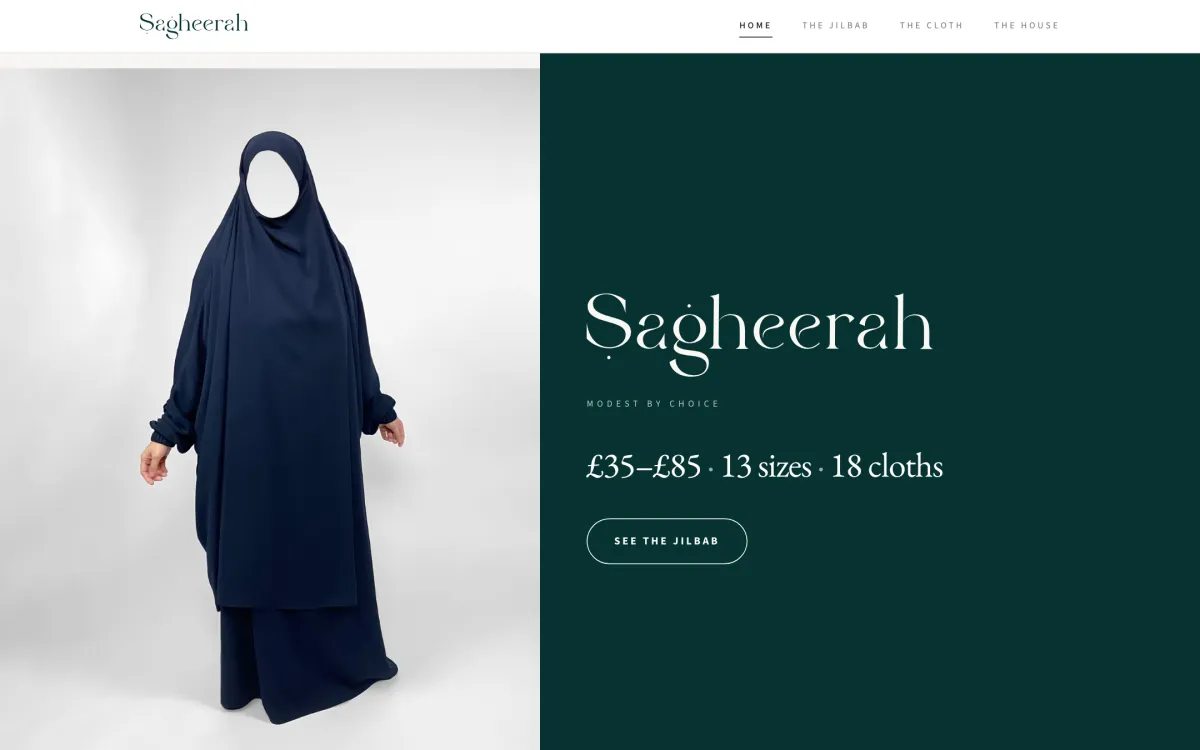 Sagheerah
HOME
THE JILBAB
THE CLOTH
THE HOUSE
Sagheerah
MODEST BY CHOICE
£35–£85 · 13 sizes · 18 cloths
SEE THE JILBAB